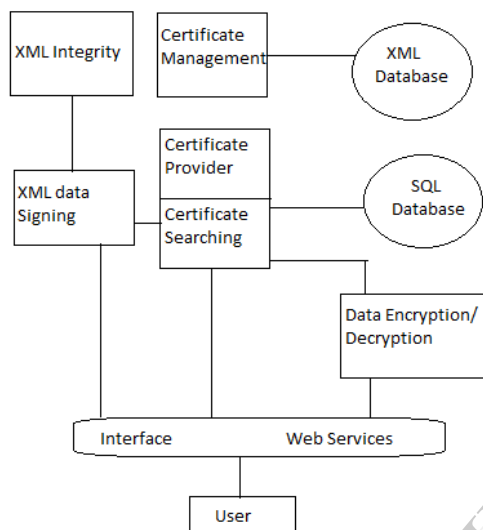 XML Integrity
Certificate
Management
XML
Database
Certificate
Provider
XML data
Signing
Certificate
Searching
SQL
Database
Data Encryption/
Decryption
Interface
Web Services
User